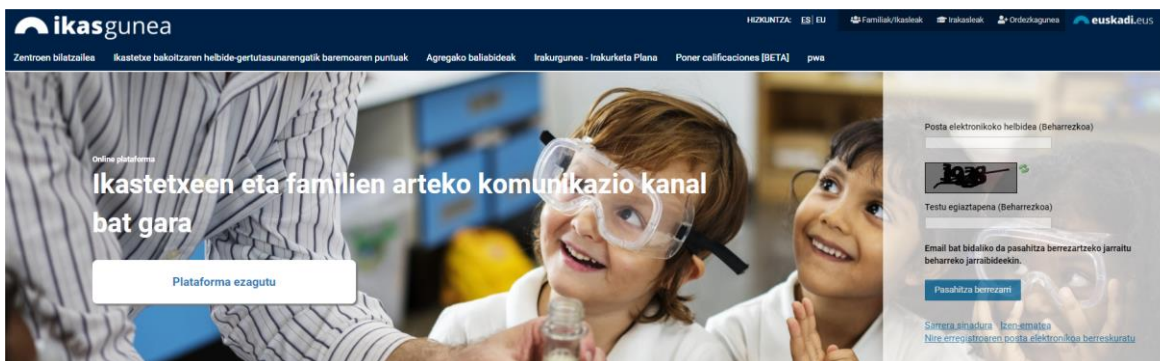 ikasgunea
HIZKUNTZA: ES| EU
Familiak/Ikasleak
Irakasleak
Ordezkagunea
euskadi.eus
Zentroen bilatzailea
Ikastetxe bakoitzaren helbide-gertutasunarengatik baremoaren puntuak
Agregako baliabideak
Irakurgunea - Irakurketa Plana
Poner calificaciones [BETA]
pwa
Online plataforma
Ikastetxeen eta familien arteko komunikazio kanal
bat gara
Plataforma ezagutu
Posta elektronikoko helbidea (Beharrezkoa)
Testu egiaztapena (Beharrezkoa)
Email bat bidaliko da pasahitza berrezartzeko jarraitu
beharreko jarraibideekin.
Pasahitza berrezarri
Sarrera sinadura Izen-ematea
Nire erregistroaren posta elektronikoa berreskuratu